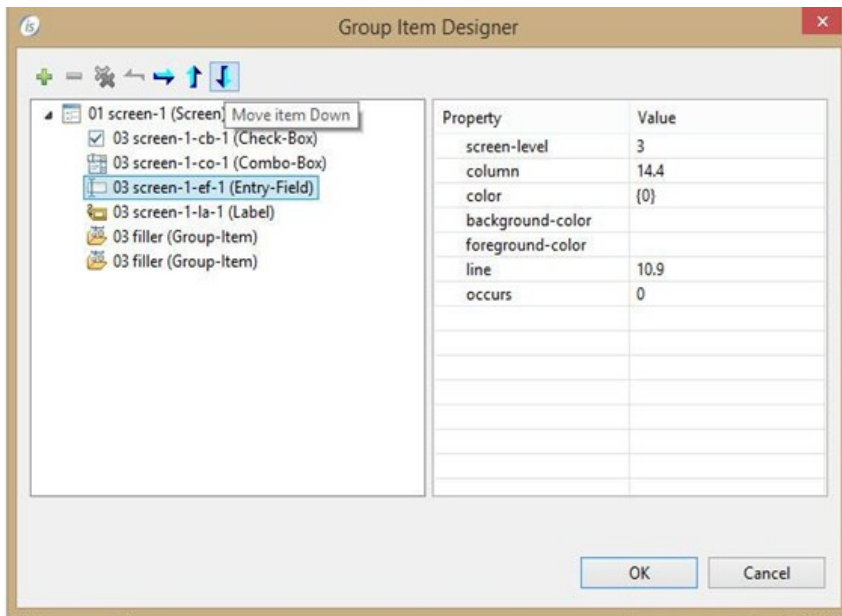 is
Group Item Designer
Move item Down
01 screen-1 (Screen)
03 screen-1-cb-1 (Check-Box)
03 screen-1-co-1 (Combo-Box)
03 screen-1-ef-1 (Entry-Field)
03 screen-1-la-1 (Label)
03 filler (Group-Item)
03 filler (Group-Item)
Property Value
screen-level 3
column 14.4
color {0}
background-color
foreground-color
line 10.9
occurs 0
OK Cancel